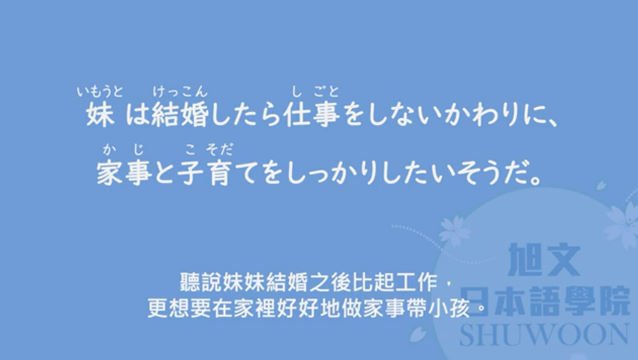 いもうと けっこん し ごと
妹は結婚したら仕事をしないかわりに、
か じ こ そだ
家事と子育てをしっかりしたいそうだ。
聽說妹妹結婚之後比起工作，
更想要在家裡好好地做家事帶小孩。
旭文
日本語學院
SHUWOON